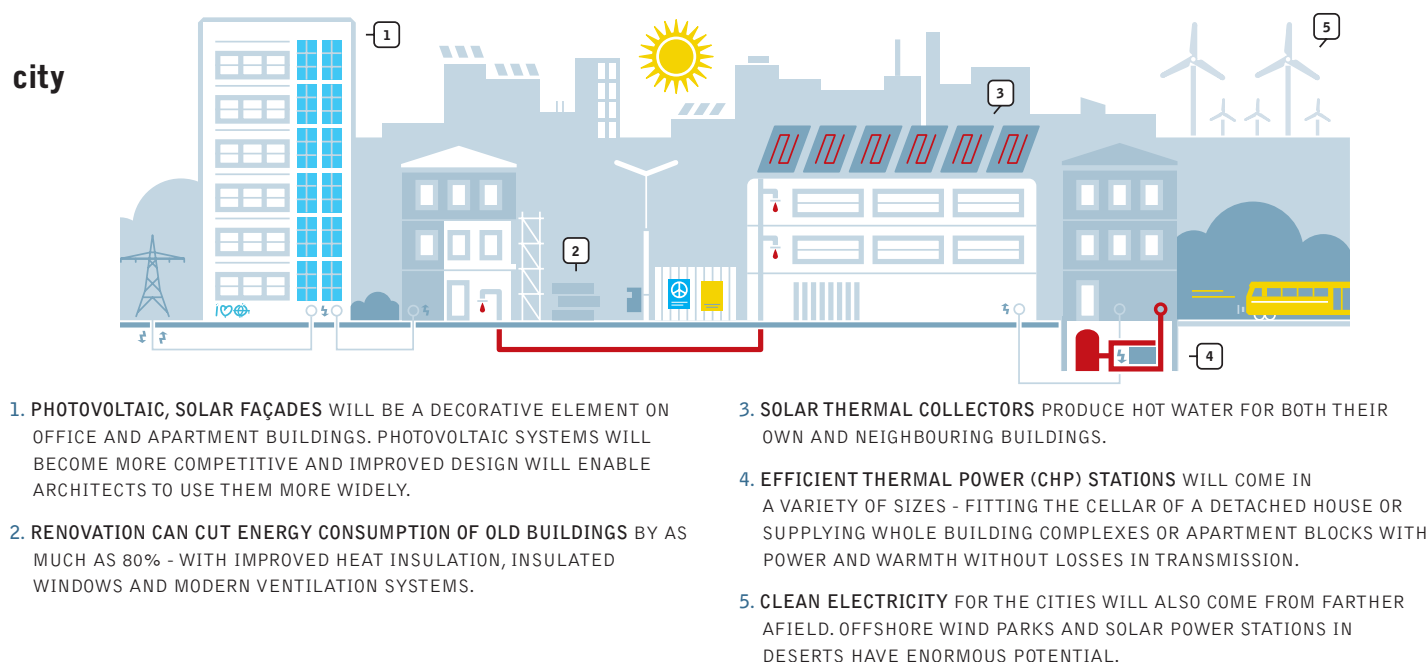 city
1
5
3
2
4
i
1. PHOTOVOLTAIC, SOLAR FAÇADES WILL BE A DECORATIVE ELEMENT ON
OFFICE AND APARTMENT BUILDINGS. PHOTOVOLTAIC SYSTEMS WILL
BECOME MORE COMPETITIVE AND IMPROVED DESIGN WILL ENABLE
ARCHITECTS TO USE THEM MORE WIDELY.
2. RENOVATION CAN CUT ENERGY CONSUMPTION OF OLD BUILDINGS BY AS
MUCH AS 80% - WITH IMPROVED HEAT INSULATION, INSULATED
WINDOWS AND MODERN VENTILATION SYSTEMS.
3. SOLAR THERMAL COLLECTORS PRODUCE HOT WATER FOR BOTH THEIR
OWN AND NEIGHBOURING BUILDINGS.
4. EFFICIENT THERMAL POWER (CHP) STATIONS WILL COME IN
A VARIETY OF SIZES - FITTING THE CELLAR OF A DETACHED HOUSE OR
SUPPLYING WHOLE BUILDING COMPLEXES OR APARTMENT BLOCKS WITH
POWER AND WARMTH WITHOUT LOSSES IN TRANSMISSION.
5. CLEAN ELECTRICITY FOR THE CITIES WILL ALSO COME FROM FARTHER
AFIELD. OFFSHORE WIND PARKS AND SOLAR POWER STATIONS IN
DESERTS HAVE ENORMOUS POTENTIAL.